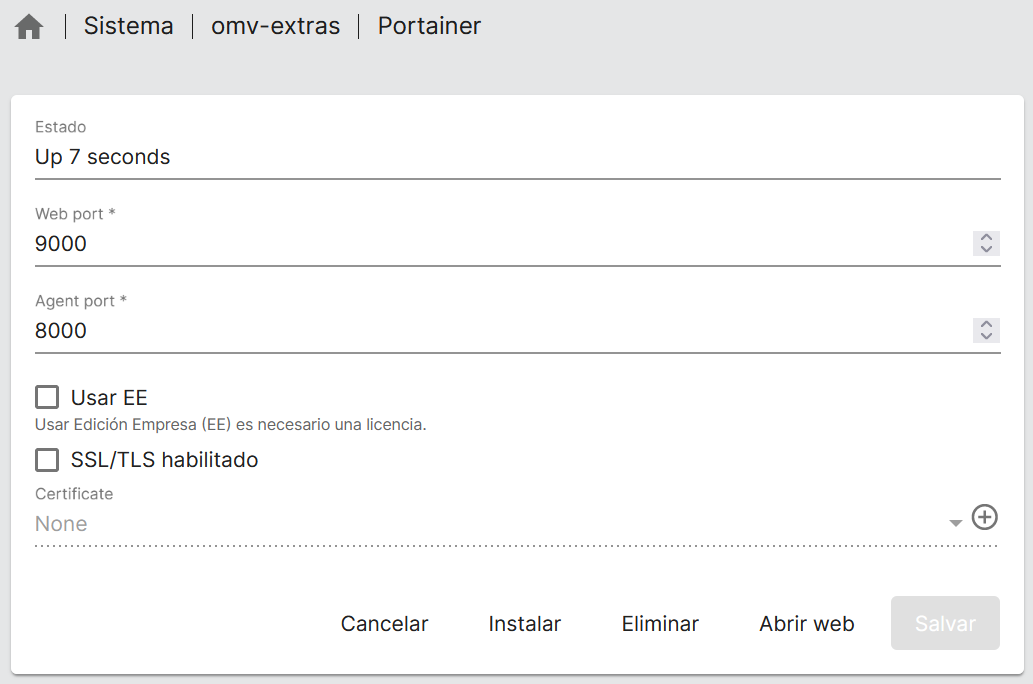 Sistema | omv-extras | Portainer
Estado
Up 7 seconds
Web port *
9000
Agent port *
8000
Usar EE
Usar Edición Empresa (EE) es necesario una licencia.
SSL/TLS habilitado
Certificate
None
Cancelar Instalar Eliminar Abrir web Salvar